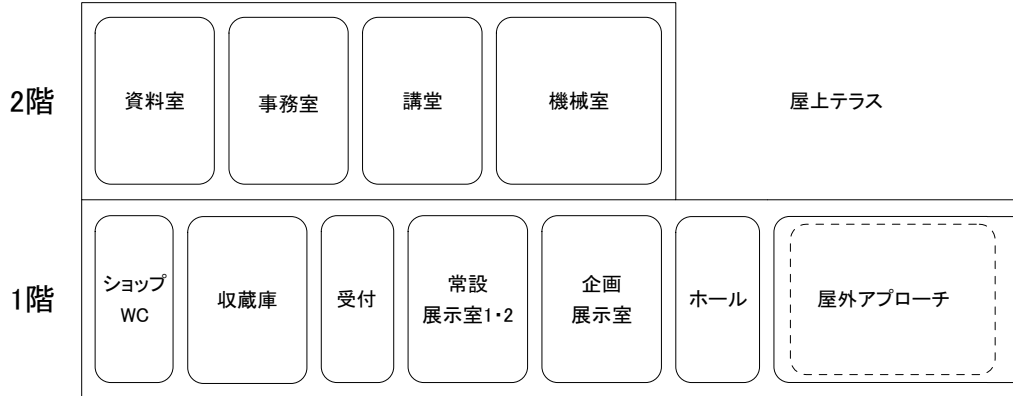 2階
資料室
事務室
講堂
機械室
屋上テラス
1階
ショップ
WC
収蔵庫
受付
常設
展示室1・2
企画
展示室
ホール
屋外アプローチ